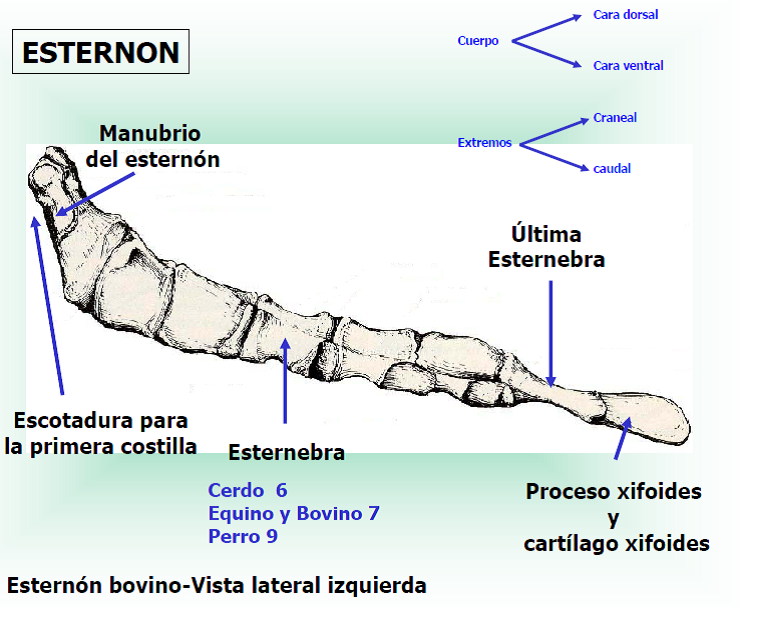 ESTERNON
Cuerpo
Cara dorsal
Cara ventral
Extremos
Craneal
caudal
Manubrio
del esternón
Última
Esternebra
Escotadura para
la primera costilla
Esternebra
Cerdo 6
Equino y Bovino 7
Perro 9
Proceso xifoides
y
cartílago xifoides
Esternón bovino-Vista lateral izquierda